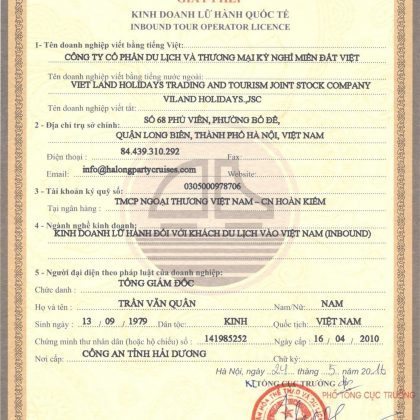 GIẤY PHÉP
KINH DOANH LỮ HÀNH QUỐC TẾ
INBOUND TOUR OPERATOR LICENCE
1- Tên doanh nghiệp viết bằng tiếng Việt:
CÔNG TY CỔ PHẦN DU LỊCH VÀ THƯƠNG MẠI KỲ NGHỈ MIỀN ĐẤT VIỆT
Tên doanh nghiệp viết bằng tiếng nước ngoài:
VIET LAND HOLIDAYS TRADING AND TOURISM JOINT STOCK COMPANY
Tên doanh nghiệp viết tắt: VILAND HOLIDAYS.,JSC
2 - Địa chỉ trụ sở chính: SỐ 68 PHÚ VIÊN, PHƯỜNG BỒ ĐỀ,
QUẬN LONG BIÊN, THÀNH PHỐ HÀ NỘI, VIỆT NAM
Điện thoại : 84.439.310.292 Fax:
Email: info@halongpartycruises.com Website:
3 - Tài khoản ký quỹ số: 0305000978706
Tại ngân hàng : TMCP NGOẠI THƯƠNG VIỆT NAM – CN HOÀN KIẾM
4 - Ngành nghề kinh doanh:
KINH DOANH LỮ HÀNH ĐỐI VỚI KHÁCH DU LỊCH VÀO VIỆT NAM (INBOUND)
5 - Người đại diện theo pháp luật của doanh nghiệp:
Chức danh : TỔNG GIÁM ĐỐC
Họ và tên : TRẦN VĂN QUÂN Nam/Nữ: NAM
Sinh ngày : 13 / 09 / 1979 Dân tộc: KINH Quốc tịch: VIỆT NAM
Chứng minh thư nhân dân (hoặc hộ chiếu) số : 141985252 Cấp ngày 16 / 04 / 2010
Nơi cấp: CÔNG AN TỈNH HẢI DƯƠNG Chữ ký:
Hà Nội, ngày 24 tháng 5 năm 2016
KT.TỔNG CỤC TRƯỞNG
PHÓ TỔNG CỤC TRƯỞNG